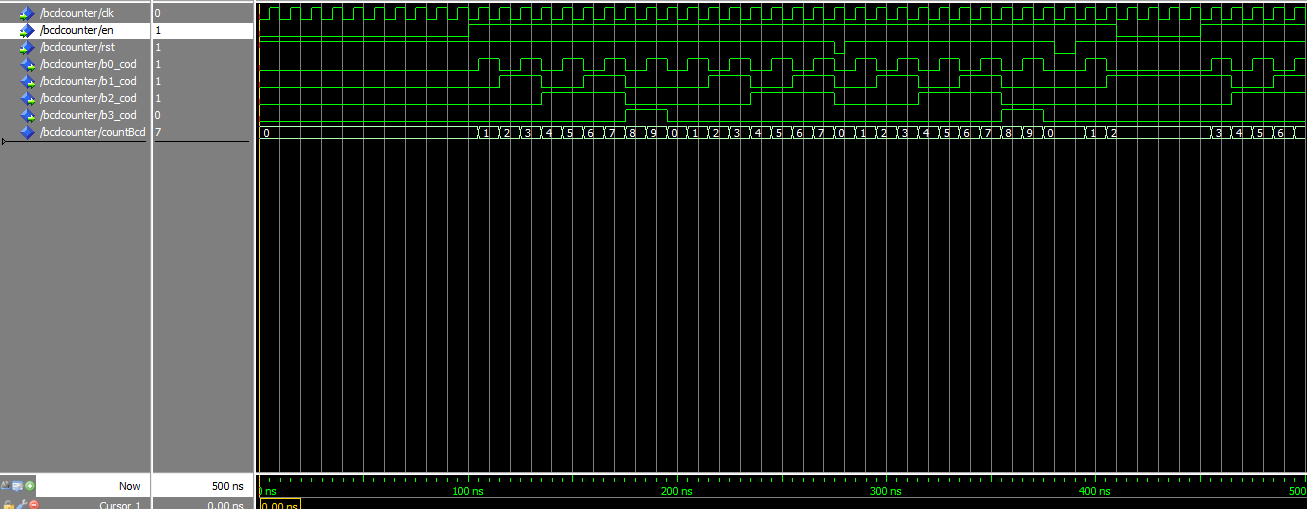 /bcdcounter/clk 0
/bcdcounter/en 1
/bcdcounter/rst 1
/bcdcounter/b0_cod 1
/bcdcounter/b1_cod 1
/bcdcounter/b2_cod 1
/bcdcounter/b3_cod 0
/bcdcounter/countBcd 7 0 1 2 3 4 5 6 7 8 9 0 1 2 3 4 5 6 7 0 1 2 3 4 5 6 7 8 9 0 1 2 3 4 5 6
Now 500 ns 0 ns 100 ns 200 ns 300 ns 400 ns 500
Cursor 1 0.00 ns 0.00 ns